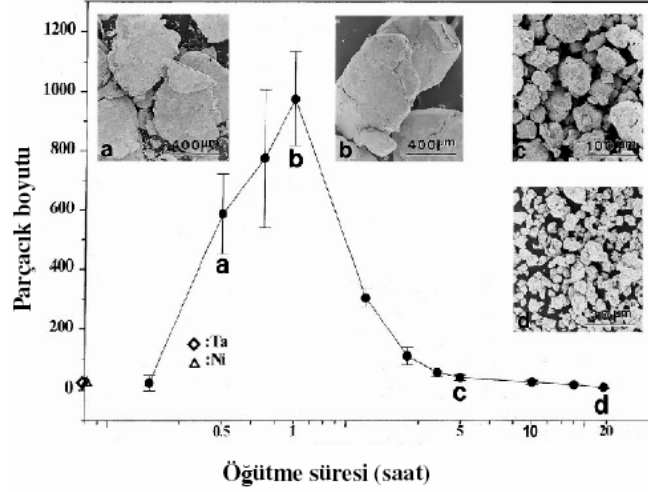 Parçacık boyutu
1200
1000
800
600
400
200
0
a
400µm
b
400µm
c
100µm
d
a
b
c
d
◇ :Ta
△ :Ni
0.5
1
5
10
20
Öğütme süresi (saat)